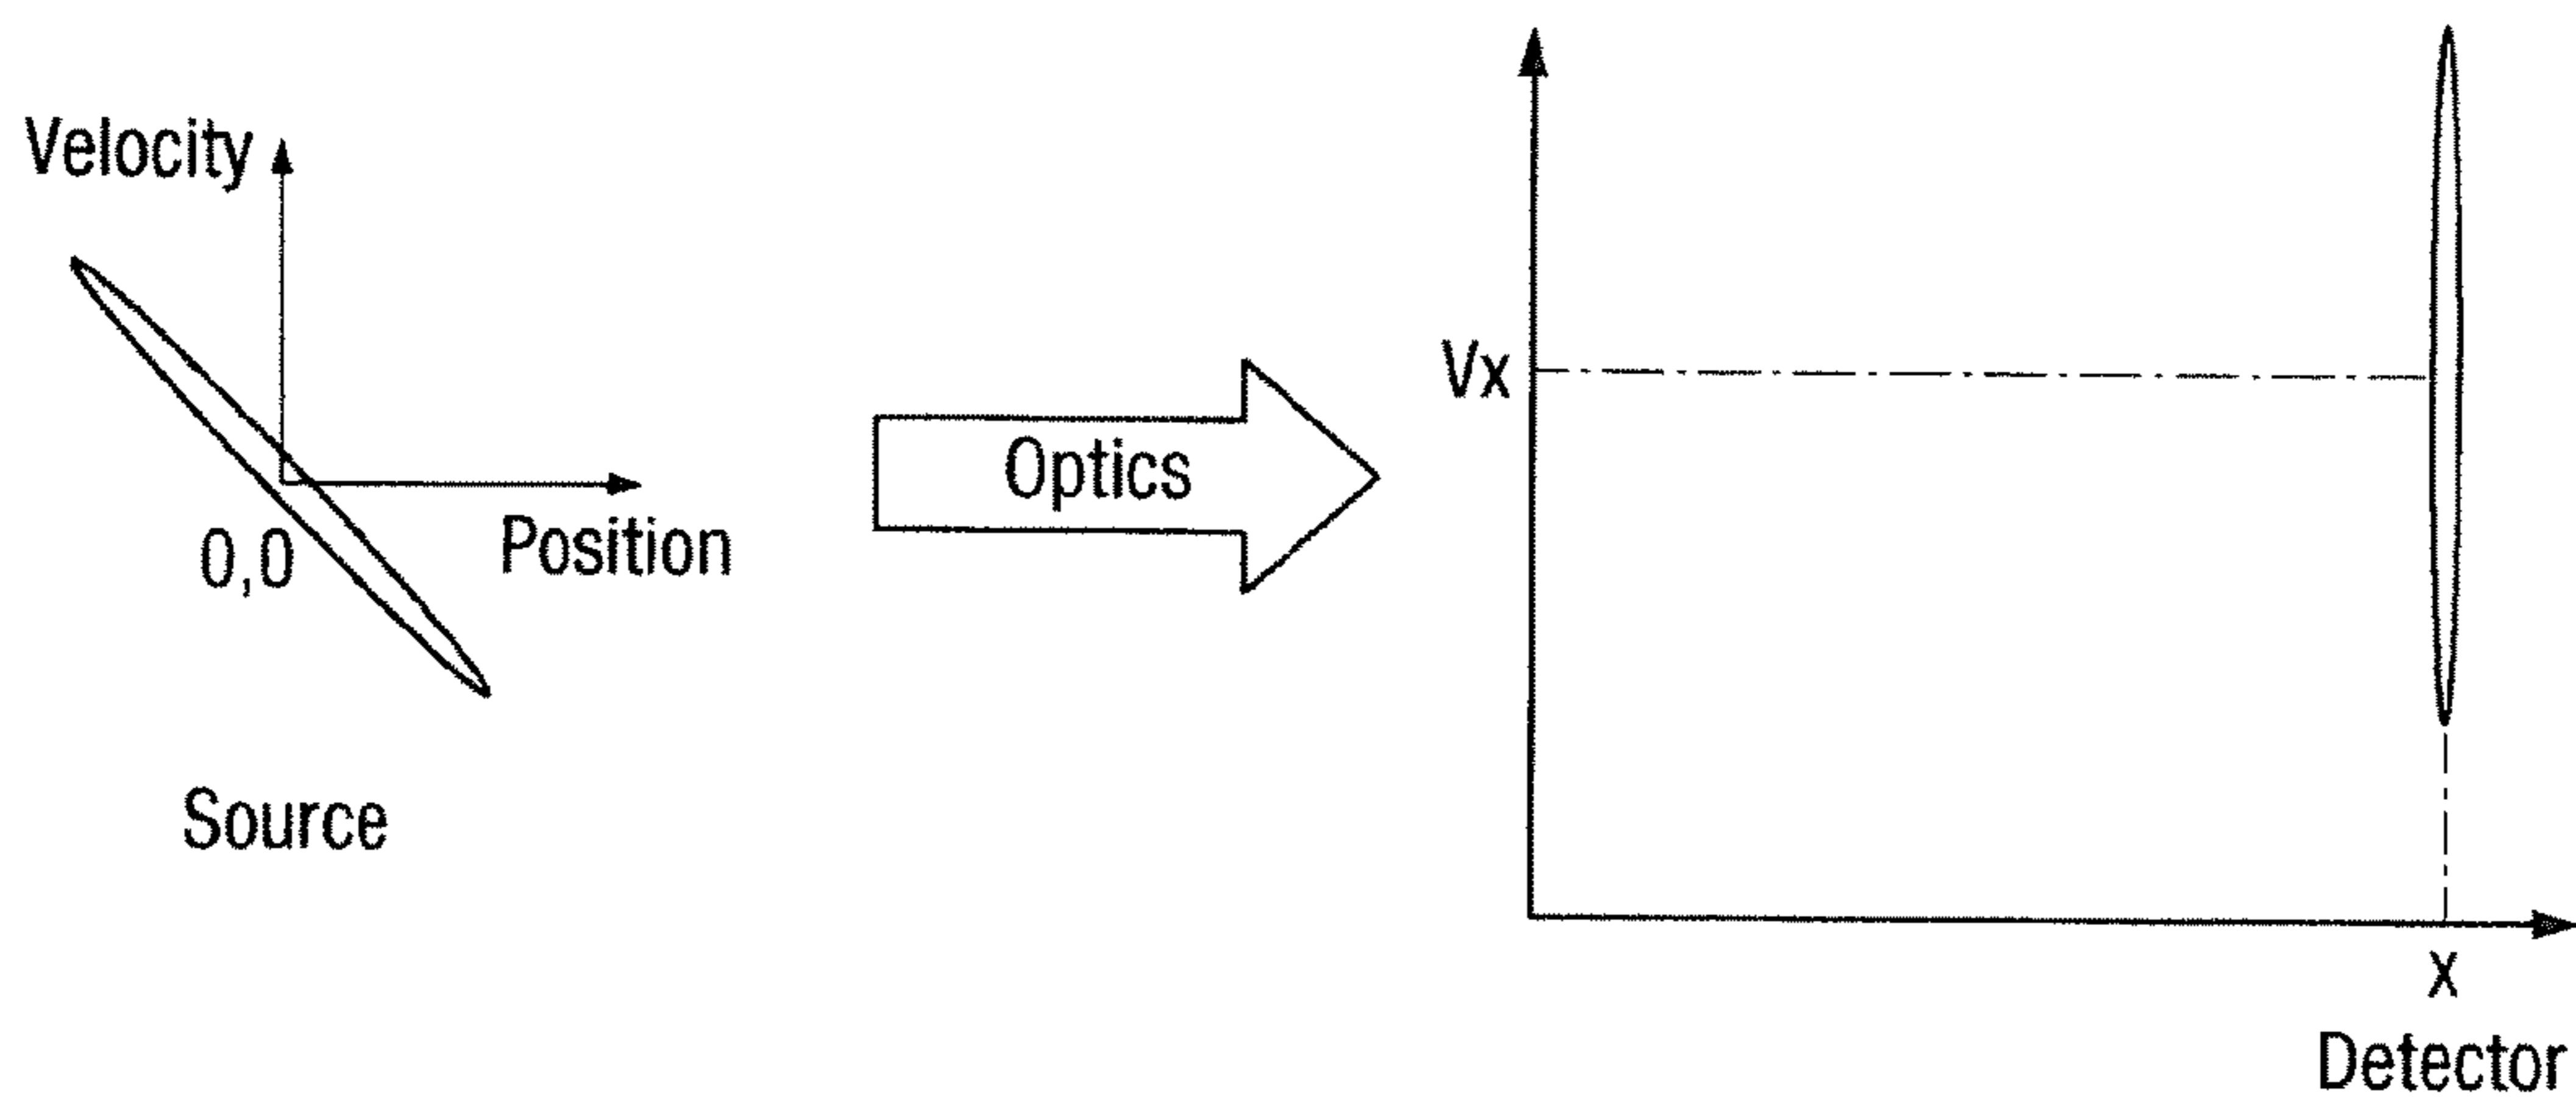 Velocity
0,0
Position
Source
Optics
Vx
x
Detector